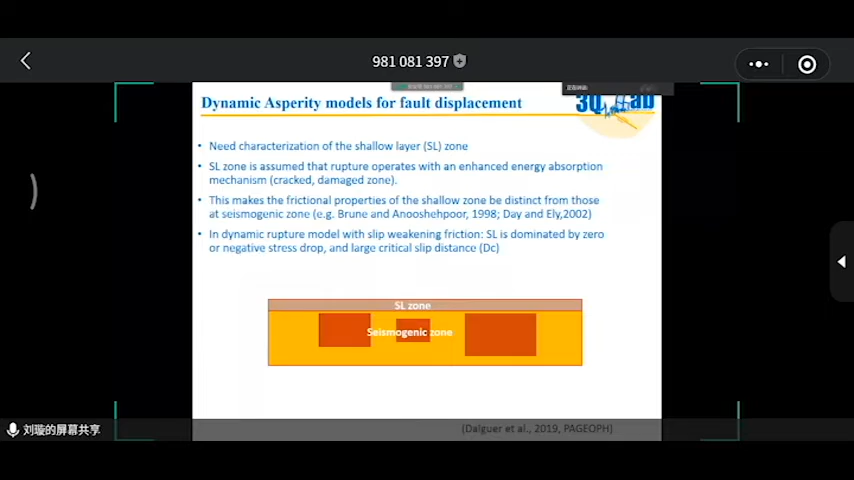 981 081 397
Dynamic Asperity models for fault displacement
3Q Lab
• Need characterization of the shallow layer (SL) zone
• SL zone is assumed that rupture operates with an enhanced energy absorption
mechanism (cracked, damaged zone).
• This makes the frictional properties of the shallow zone be distinct from those
at seismogenic zone (e.g. Brune and Anooshehpoor, 1998; Day and Ely,2002)
• In dynamic rupture model with slip weakening friction: SL is dominated by zero
or negative stress drop, and large critical slip distance (Dc)
SL zone
Seismogenic zone
刘璇的屏幕共享
(Dalguer et al., 2019, PAGEOPH)